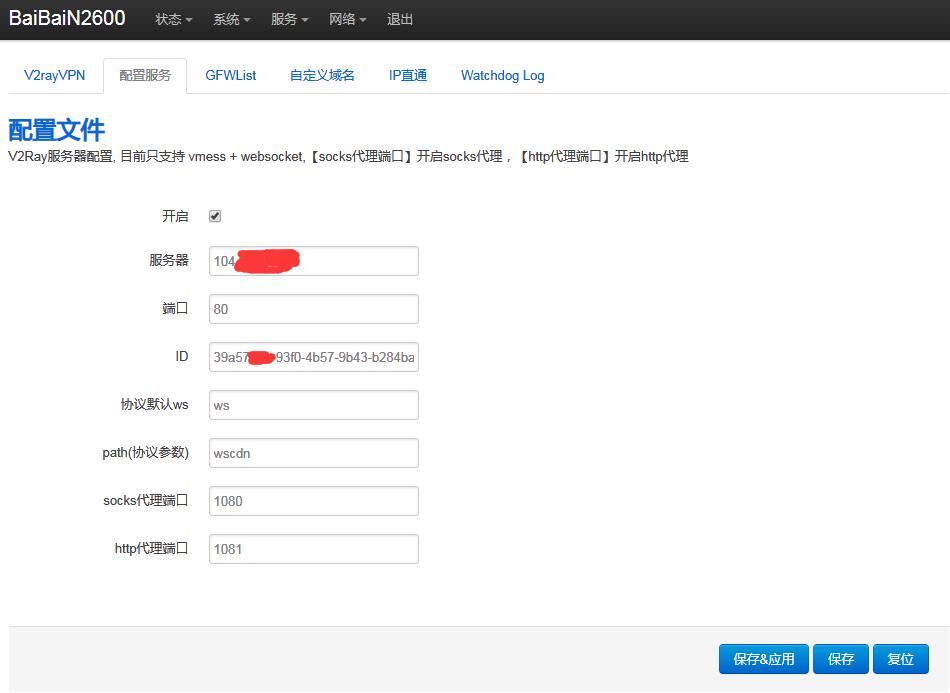 BaiBaiN2600 状态 系统 服务 网络 退出
V2rayVPN 配置服务 GFWList 自定义域名 IP直通 Watchdog Log
配置文件
V2Ray服务器配置, 目前只支持 vmess + websocket,【socks代理端口】开启socks代理，【http代理端口】开启http代理
开启
服务器 104
端口 80
ID 39a57 93f0-4b57-9b43-b284ba
协议默认ws ws
path(协议参数) wscdn
socks代理端口 1080
http代理端口 1081
保存&应用 保存 复位